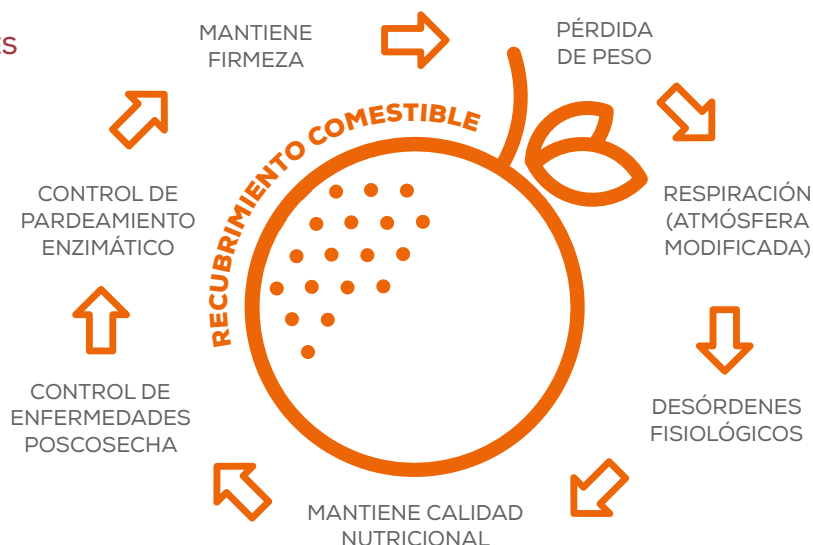 ES
MANTIENE
FIRMEZA
PÉRDIDA
DE PESO
RECUBRIMIENTO COMESTIBLE
CONTROL DE
PARDEAMIENTO
ENZIMÁTICO
RESPIRACIÓN
(ATMÓSFERA
MODIFICADA)
CONTROL DE
ENFERMEDADES
POSCOSECHA
DESÓRDENES
FISIOLÓGICOS
MANTIENE CALIDAD
NUTRICIONAL